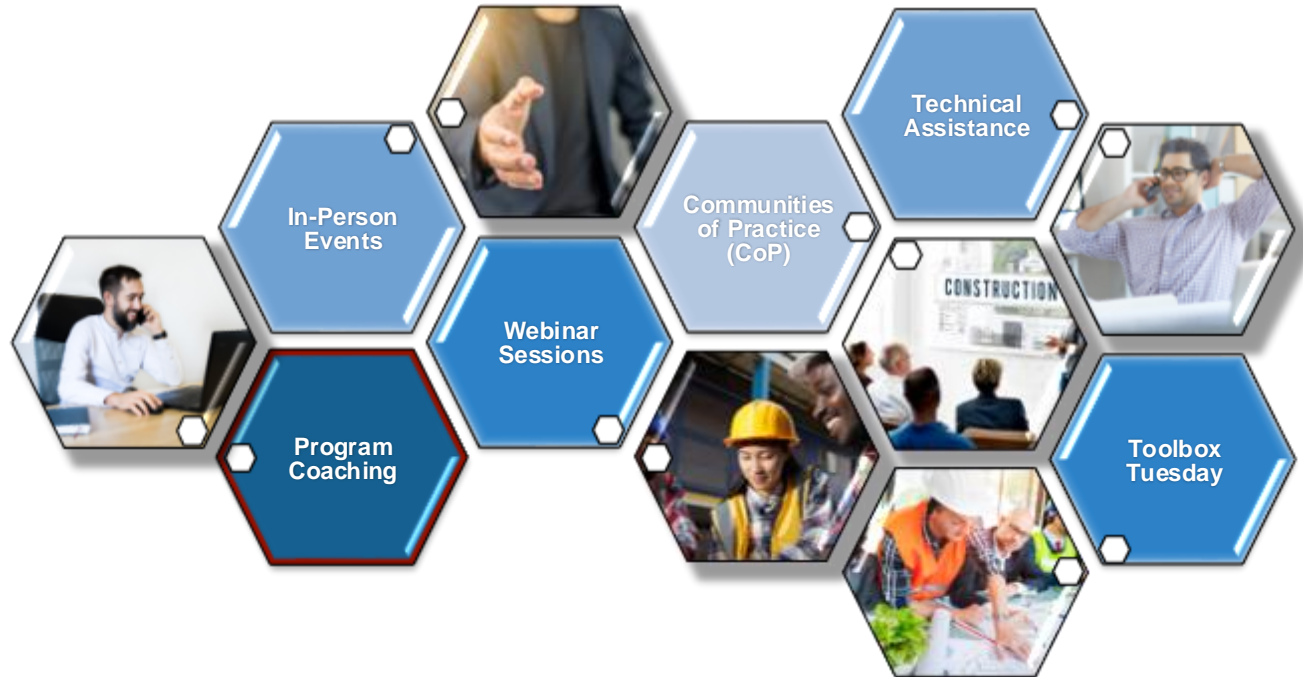 Technical
Assistance
In-Person
Events
Communities
of Practice
(CoP)
CONSTRUCTION
Webinar
Sessions
Program
Coaching
Toolbox
Tuesday